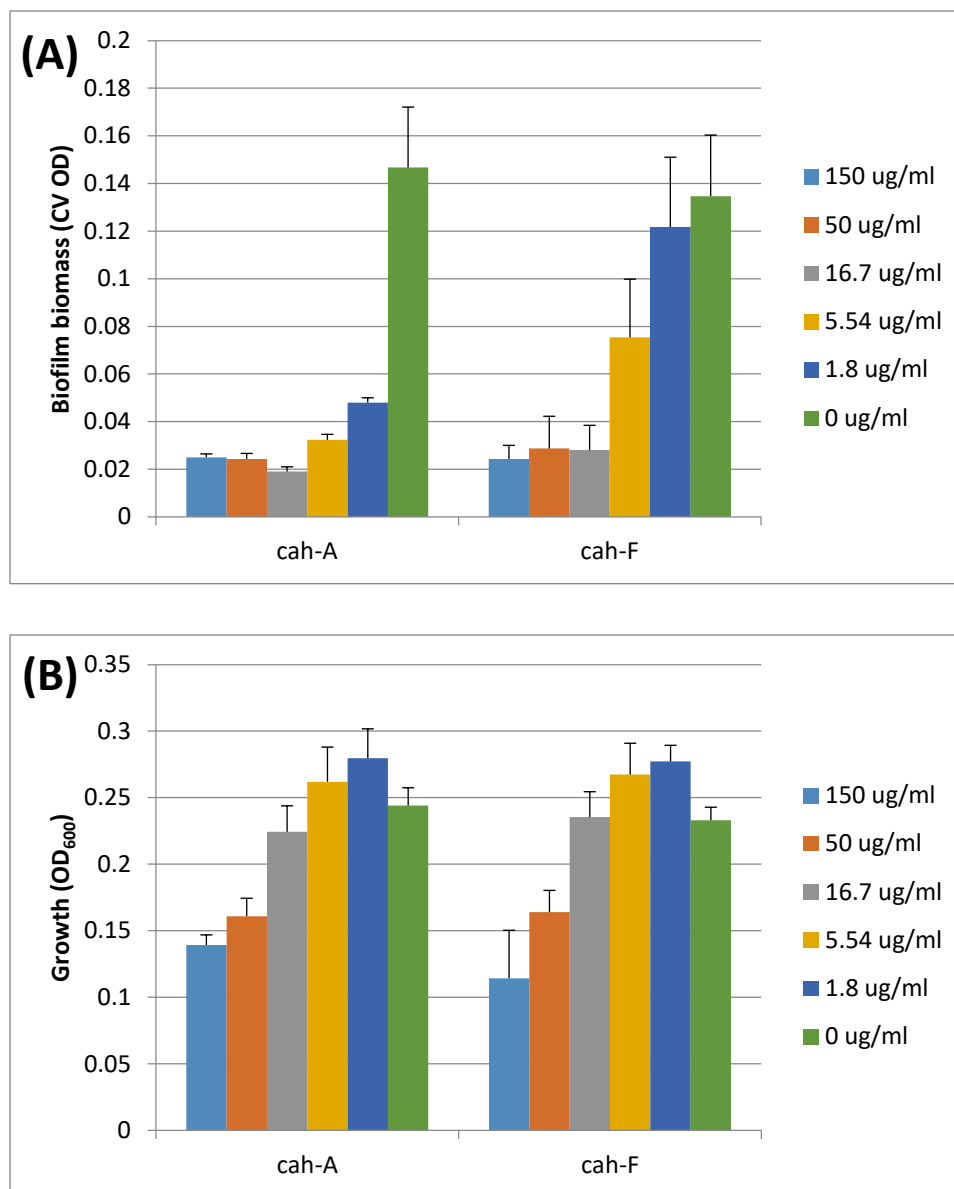 (A)
Biofilm biomass (CV OD)
0.2
0.18
0.16
0.14
0.12
0.1
0.08
0.06
0.04
0.02
0
cah-A
cah-F
150 ug/ml
50 ug/ml
16.7 ug/ml
5.54 ug/ml
1.8 ug/ml
0 ug/ml
(B)
Growth (OD600)
0.35
0.3
0.25
0.2
0.15
0.1
0.05
0
cah-A
cah-F
150 ug/ml
50 ug/ml
16.7 ug/ml
5.54 ug/ml
1.8 ug/ml
0 ug/ml